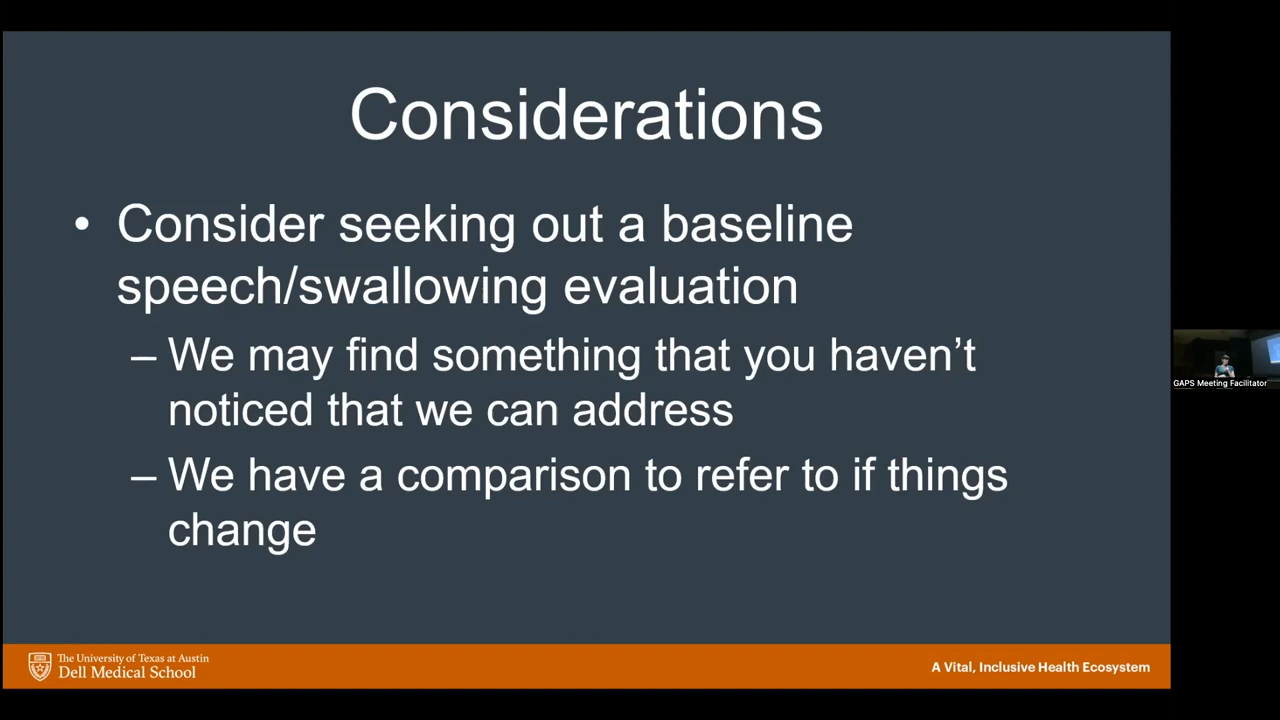 Considerations
• Consider seeking out a baseline
speech/swallowing evaluation
– We may find something that you haven’t
noticed that we can address
– We have a comparison to refer to if things
change
GAPS Meeting Facilitator
The University of Texas at Austin
Dell Medical School
A Vital, Inclusive Health Ecosystem